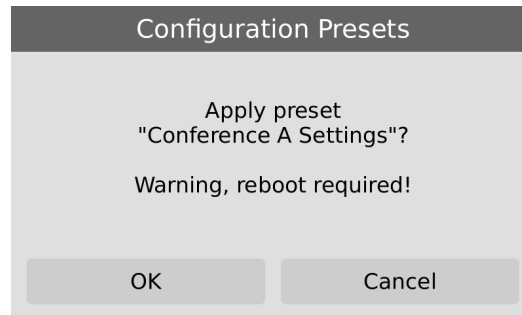 Configuration Presets
Apply preset
"Conference A Settings"?
Warning, reboot required!
OK
Cancel